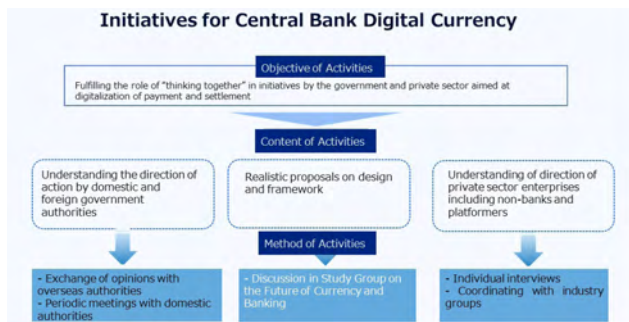 Initiatives for Central Bank Digital Currency
Objective of Activities
Fulfilling the role of "thinking together" in initiatives by the government and private sector aimed at
digitalization of payment and settlement
Content of Activities
Understanding the direction of
action by domestic and
foreign government
authorities
Realistic proposals on design
and framework
Understanding of direction of
private sector enterprises
including non-banks and
platformers
Method of Activities
- Exchange of opinions with
overseas authorities
- Periodic meetings with domestic
authorities
- Discussion in Study Group on
the Future of Currency and
Banking
- Individual interviews
- Coordinating with industry
groups